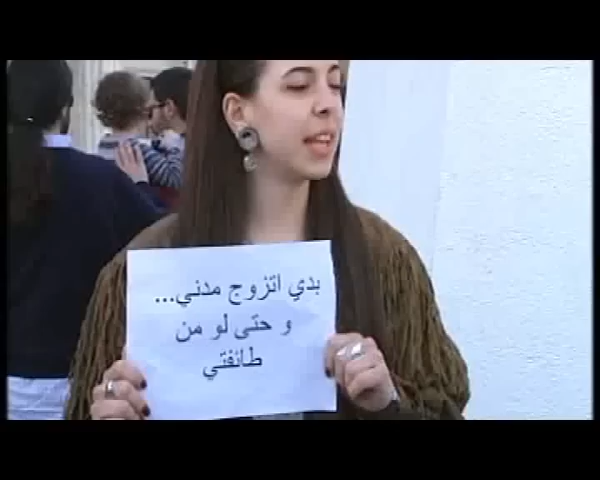 بدي اتزوج مدني...
و حتى لو من
طائفتي